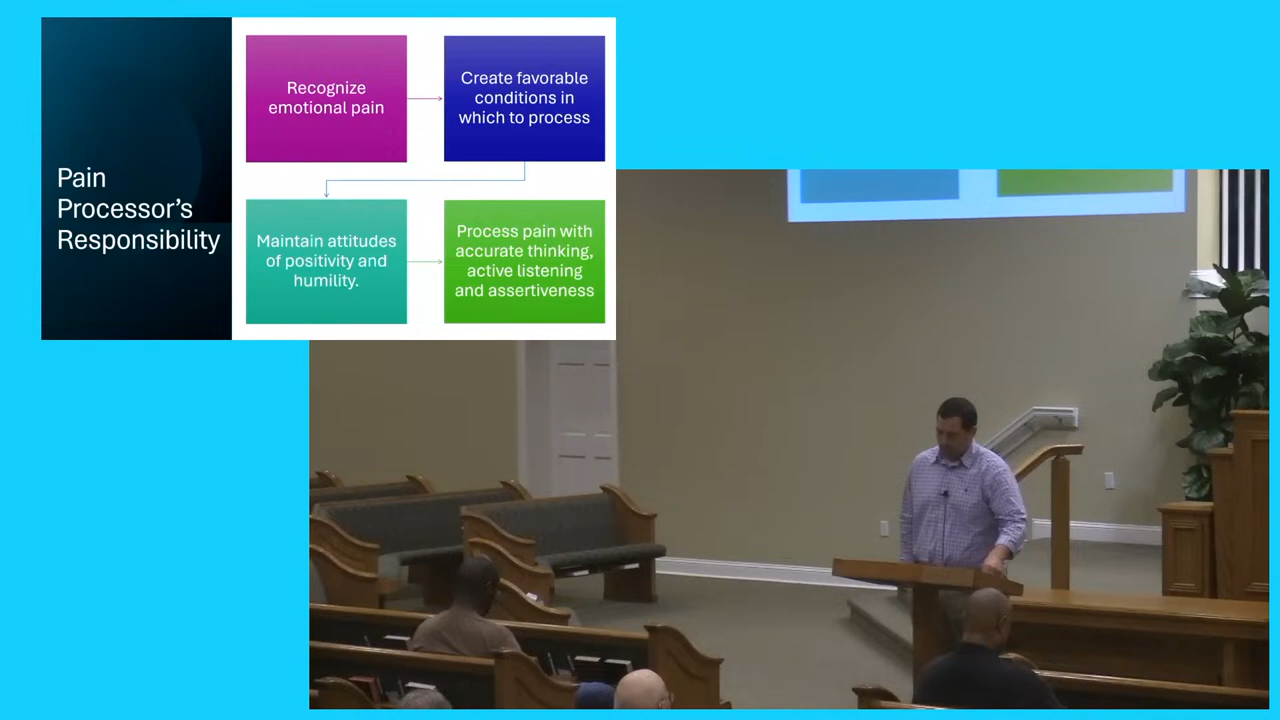 Pain
Processor's
Responsibility
Recognize
emotional pain
Create favorable
conditions in
which to process
Maintain attitudes
of positivity and
humility.
Process pain with
accurate thinking,
active listening
and assertiveness